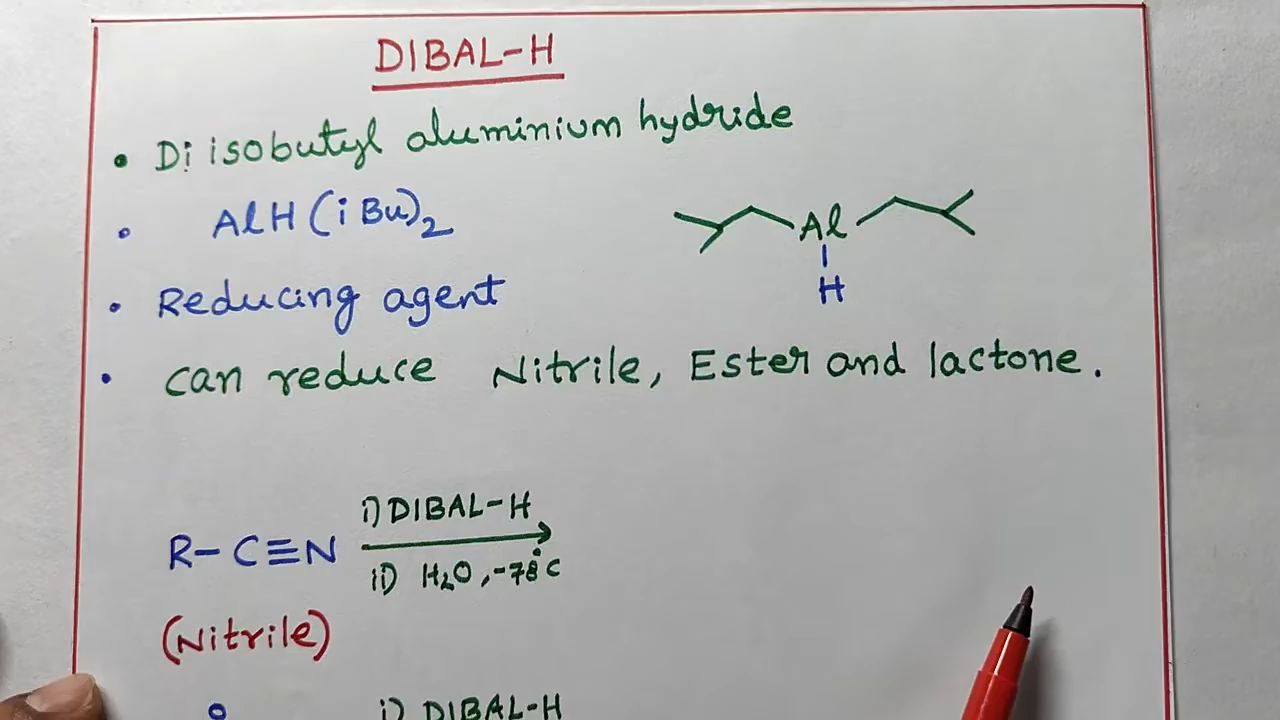 DIBAL-H
• Di isobutyl aluminium hydride
• AlH(iBu)₂
Al
H
• Reducing agent
• can reduce Nitrile, Ester and lactone.
i) DIBAL-H
R-C≡N
ii) H₂O, -78°C
(Nitrile)
O
i) DIBAL-H